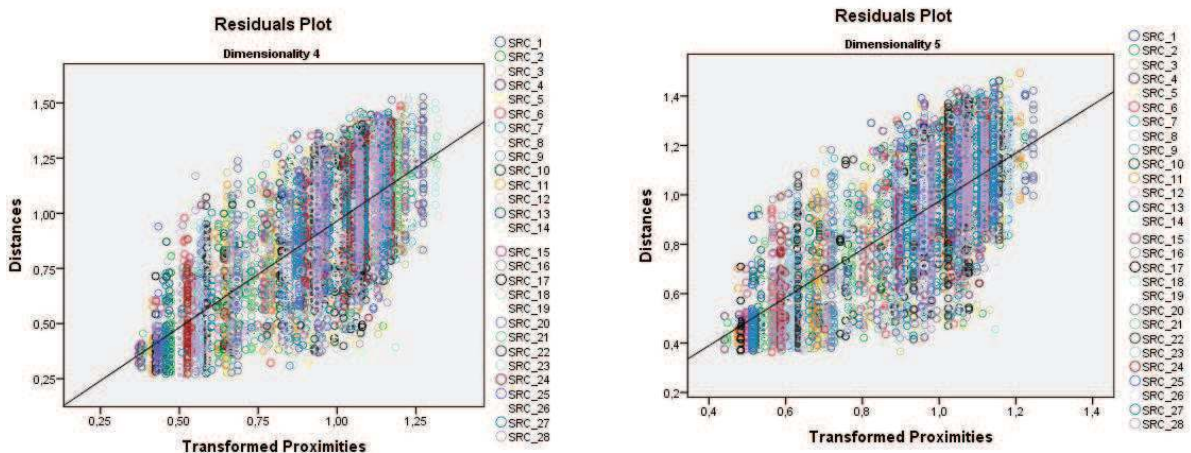 Residuals Plot
Dimensionality 4
1,50
1,25
1,00
0,75
0,50
0,25
Distances
0,25 0,50 0,75 1,00 1,25
Transformed Proximities
SRC_1
SRC_2
SRC_3
SRC_4
SRC_5
SRC_6
SRC_7
SRC_8
SRC_9
SRC_10
SRC_11
SRC_12
SRC_13
SRC_14
SRC_15
SRC_16
SRC_17
SRC_18
SRC_19
SRC_20
SRC_21
SRC_22
SRC_23
SRC_24
SRC_25
SRC_26
SRC_27
SRC_28
Residuals Plot
Dimensionality 5
1,4
1,2
1,0
0,8
0,6
0,4
0,2
Distances
0,4 0,6 0,8 1,0 1,2 1,4
Transformed Proximities
SRC_1
SRC_2
SRC_3
SRC_4
SRC_5
SRC_6
SRC_7
SRC_8
SRC_9
SRC_10
SRC_11
SRC_12
SRC_13
SRC_14
SRC_15
SRC_16
SRC_17
SRC_18
SRC_19
SRC_20
SRC_21
SRC_22
SRC_23
SRC_24
SRC_25
SRC_26
SRC_27
SRC_28